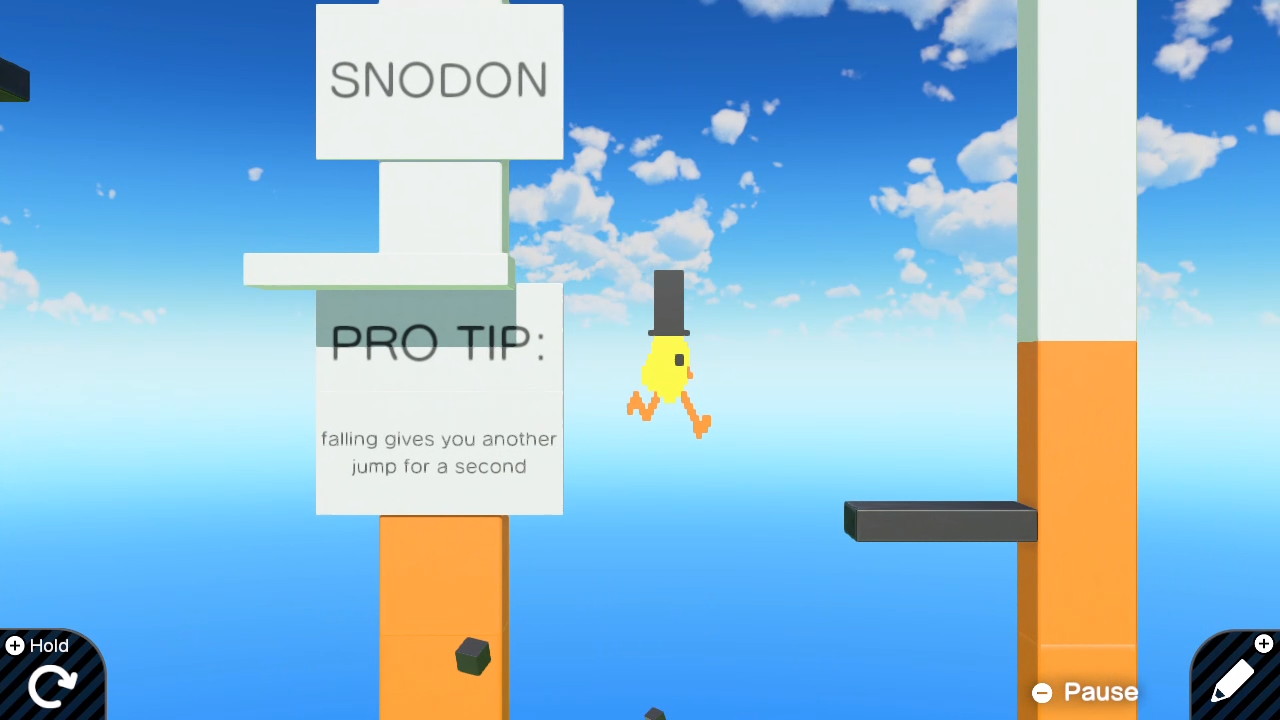 SNODON
PRO TIP:
falling gives you another
jump for a second
Hold
Pause